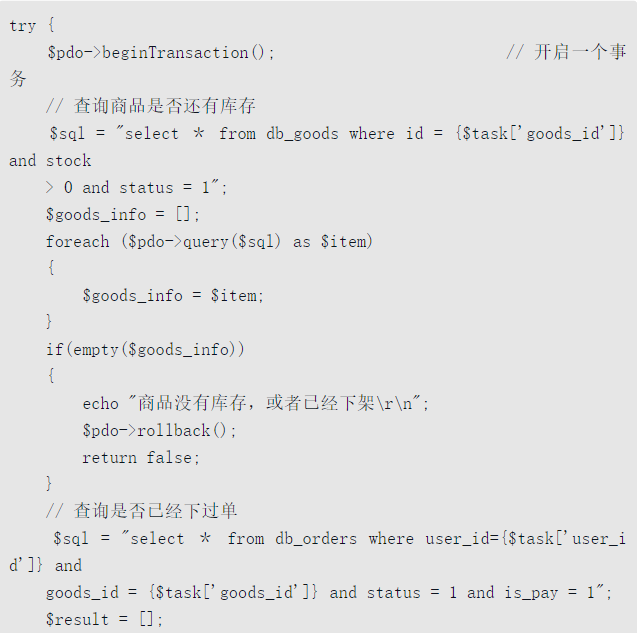 try {
    $pdo->beginTransaction();                         // 开启一个事
务
    // 查询商品是否还有库存
    $sql = "select * from db_goods where id = {$task['goods_id']}
and stock
    > 0 and status = 1";
    $goods_info = [];
    foreach ($pdo->query($sql) as $item)
    {
        $goods_info = $item;
    }
    if(empty($goods_info))
    {
        echo "商品没有库存，或者已经下架\r\n";
        $pdo->rollback();
        return false;
    }
    // 查询是否已经下过单
    $sql = "select * from db_orders where user_id={$task['user_i
d']} and
    goods_id = {$task['goods_id']} and status = 1 and is_pay = 1";
    $result = [];